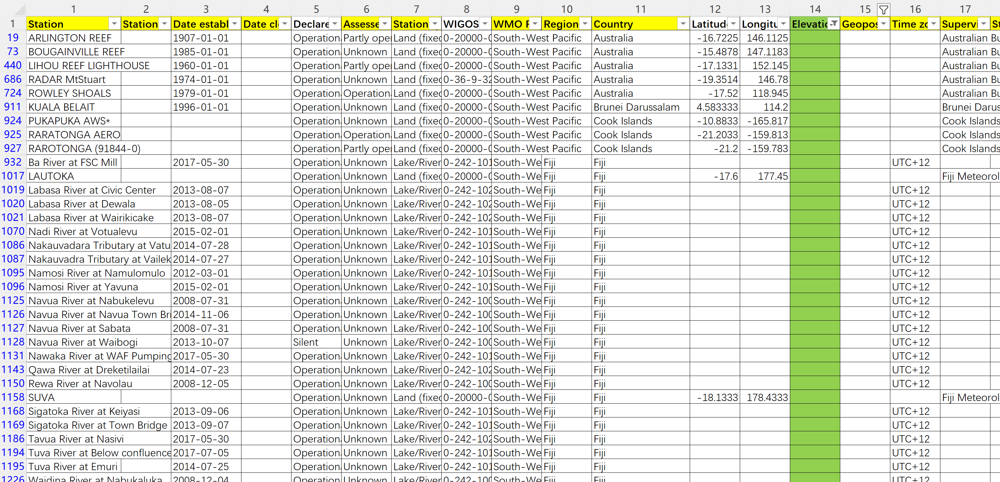 1 2 3 4 5 6 7 8 9 10 11 12 13 14 15 16 17
1 Station Station Date establ Date cl Declare Assesse Station WIGOS WMO R Region Country Latitud Longitu Elevatio Geopos Time zo Supervi St
19 ARLINGTON REEF 1907-01-01 Operation Partly oper Land (fixed 0-20000-0 South-West Pacific Australia -16.7225 146.1125 Australian Bu
73 BOUGAINVILLE REEF 1985-01-01 Operation Unknown Land (fixed 0-20000-0 South-West Pacific Australia -15.4878 147.1183 Australian Bu
440 LIHOU REEF LIGHTHOUSE 1960-01-01 Operation Partly oper Land (fixed 0-20000-0 South-West Pacific Australia -17.1331 152.145 Australian Bu
686 RADAR MtStuart 1974-01-01 Operation Unknown Land (fixed 0-36-9-32 South-West Pacific Australia -19.3514 146.78 Australian Bu
724 ROWLEY SHOALS 1979-01-01 Operation Operation Land (fixed 0-20000-0 South-West Pacific Australia -17.52 118.945 Australian Bu
911 KUALA BELAIT 1996-01-01 Operation Unknown Land (fixed 0-20000-0 South-West Pacific Brunei Darussalam 4.583333 114.2 Brunei Darus
924 PUKAPUKA AWS* Operation Unknown Land (fixed 0-20000-0 South-West Pacific Cook Islands -10.8833 -165.817 Cook Islands
925 RARATONGA AERO Operation Operation Land (fixed 0-20000-0 South-West Pacific Cook Islands -21.2033 -159.813 Cook Islands
927 RAROTONGA (91844-0) Operation Partly oper Land (fixed 0-20000-0 South-West Pacific Cook Islands -21.2 -159.783 Cook Islands
932 Ba River at FSC Mill 2017-05-30 Operation Unknown Lake/River 0-242-101 South-We Fiji Fiji UTC+12
1017 LAUTOKA Operation Unknown Land (fixed 0-20000-0 South-We Fiji Fiji -17.6 177.45 Fiji Meteorol
1019 Labasa River at Civic Center 2013-08-07 Operation Unknown Lake/River 0-242-102 South-We Fiji Fiji UTC+12
1020 Labasa River at Dewala 2013-08-05 Operation Unknown Lake/River 0-242-102 South-We Fiji Fiji UTC+12
1021 Labasa River at Wairikicake 2013-08-07 Operation Unknown Lake/River 0-242-102 South-We Fiji Fiji UTC+12
1070 Nadi River at Votualevu 2015-02-01 Operation Unknown Lake/River 0-242-101 South-We Fiji Fiji UTC+12
1086 Nakauvadara Tributary at Vatu 2014-07-28 Operation Unknown Lake/River 0-242-101 South-We Fiji Fiji UTC+12
1087 Nakauvadra Tributary at Vailek 2014-07-27 Operation Unknown Lake/River 0-242-101 South-We Fiji Fiji UTC+12
1095 Namosi River at Namulomulo 2012-03-01 Operation Unknown Lake/River 0-242-101 South-We Fiji Fiji UTC+12
1096 Namosi River at Yavuna 2015-02-01 Operation Unknown Lake/River 0-242-101 South-We Fiji Fiji UTC+12
1125 Navua River at Nabukelevu 2008-07-31 Operation Unknown Lake/River 0-242-100 South-We Fiji Fiji UTC+12
1126 Navua River at Navua Town Bri 2014-11-06 Operation Unknown Lake/River 0-242-100 South-We Fiji Fiji UTC+12
1127 Navua River at Sabata 2008-07-31 Operation Unknown Lake/River 0-242-100 South-We Fiji Fiji UTC+12
1128 Navua River at Waibogi 2013-10-07 Silent Unknown Lake/River 0-242-100 South-We Fiji Fiji UTC+12
1131 Nawaka River at WAF Pumping 2017-05-30 Operation Unknown Lake/River 0-242-101 South-We Fiji Fiji UTC+12
1143 Qawa River at Dreketilailai 2014-07-23 Operation Unknown Lake/River 0-242-102 South-We Fiji Fiji UTC+12
1150 Rewa River at Navolau 2008-12-05 Operation Unknown Lake/River 0-242-100 South-We Fiji Fiji UTC+12
1158 SUVA Operation Unknown Land (fixed 0-20000-0 South-We Fiji Fiji -18.1333 178.4333 Fiji Meteorol
1168 Sigatoka River at Keiyasi 2013-09-06 Operation Unknown Lake/River 0-242-101 South-We Fiji Fiji UTC+12
1169 Sigatoka River at Town Bridge 2013-09-07 Operation Unknown Lake/River 0-242-101 South-We Fiji Fiji UTC+12
1186 Tavua River at Nasivi 2017-05-30 Operation Unknown Lake/River 0-242-102 South-We Fiji Fiji UTC+12
1194 Tuva River at Below confluence 2017-07-05 Operation Unknown Lake/River 0-242-101 South-We Fiji Fiji UTC+12
1195 Tuva River at Emuri 2014-07-25 Operation Unknown Lake/River 0-242-101 South-We Fiji Fiji UTC+12
1226 Waidina River at Nabukaluka 2008-12-04 Operation Unknown Lake/River 0-242-100 South-We Fiji Fiji UTC+12